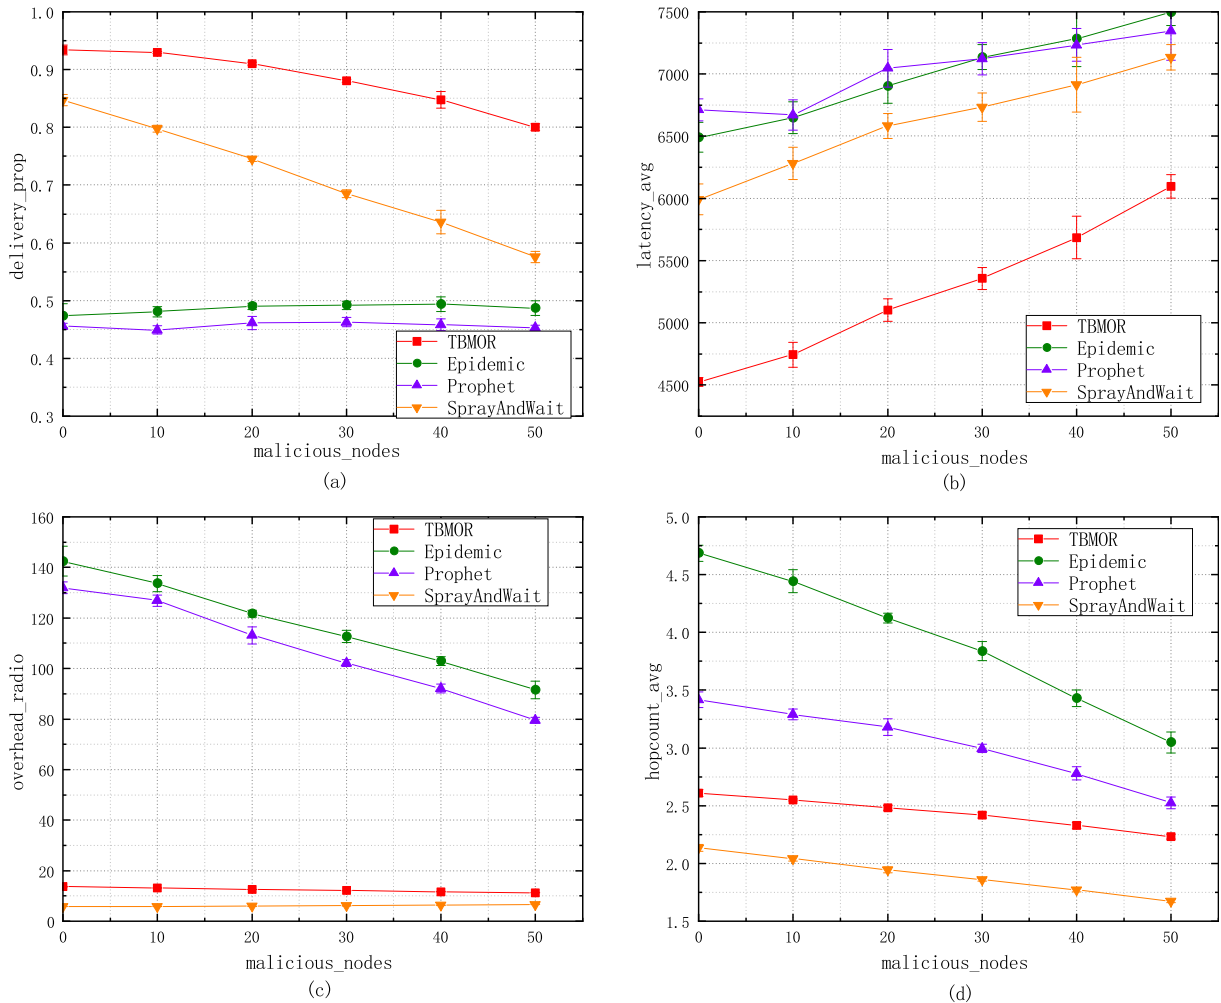 1.0
0.9
0.8
0.7
0.6
0.5
0.4
0.3
delivery_prop
TBMOR
Epidemic
Prophet
SprayAndWait
0 10 20 30 40 50
malicious_nodes
(a)
7500
7000
6500
6000
5500
5000
4500
latency_avg
TBMOR
Epidemic
Prophet
SprayAndWait
0 10 20 30 40 50
malicious_nodes
(b)
160
140
120
100
80
60
40
20
0
overhead_radio
TBMOR
Epidemic
Prophet
SprayAndWait
0 10 20 30 40 50
malicious_nodes
(c)
5.0
4.5
4.0
3.5
3.0
2.5
2.0
1.5
hopcount_avg
TBMOR
Epidemic
Prophet
SprayAndWait
0 10 20 30 40 50
malicious_nodes
(d)